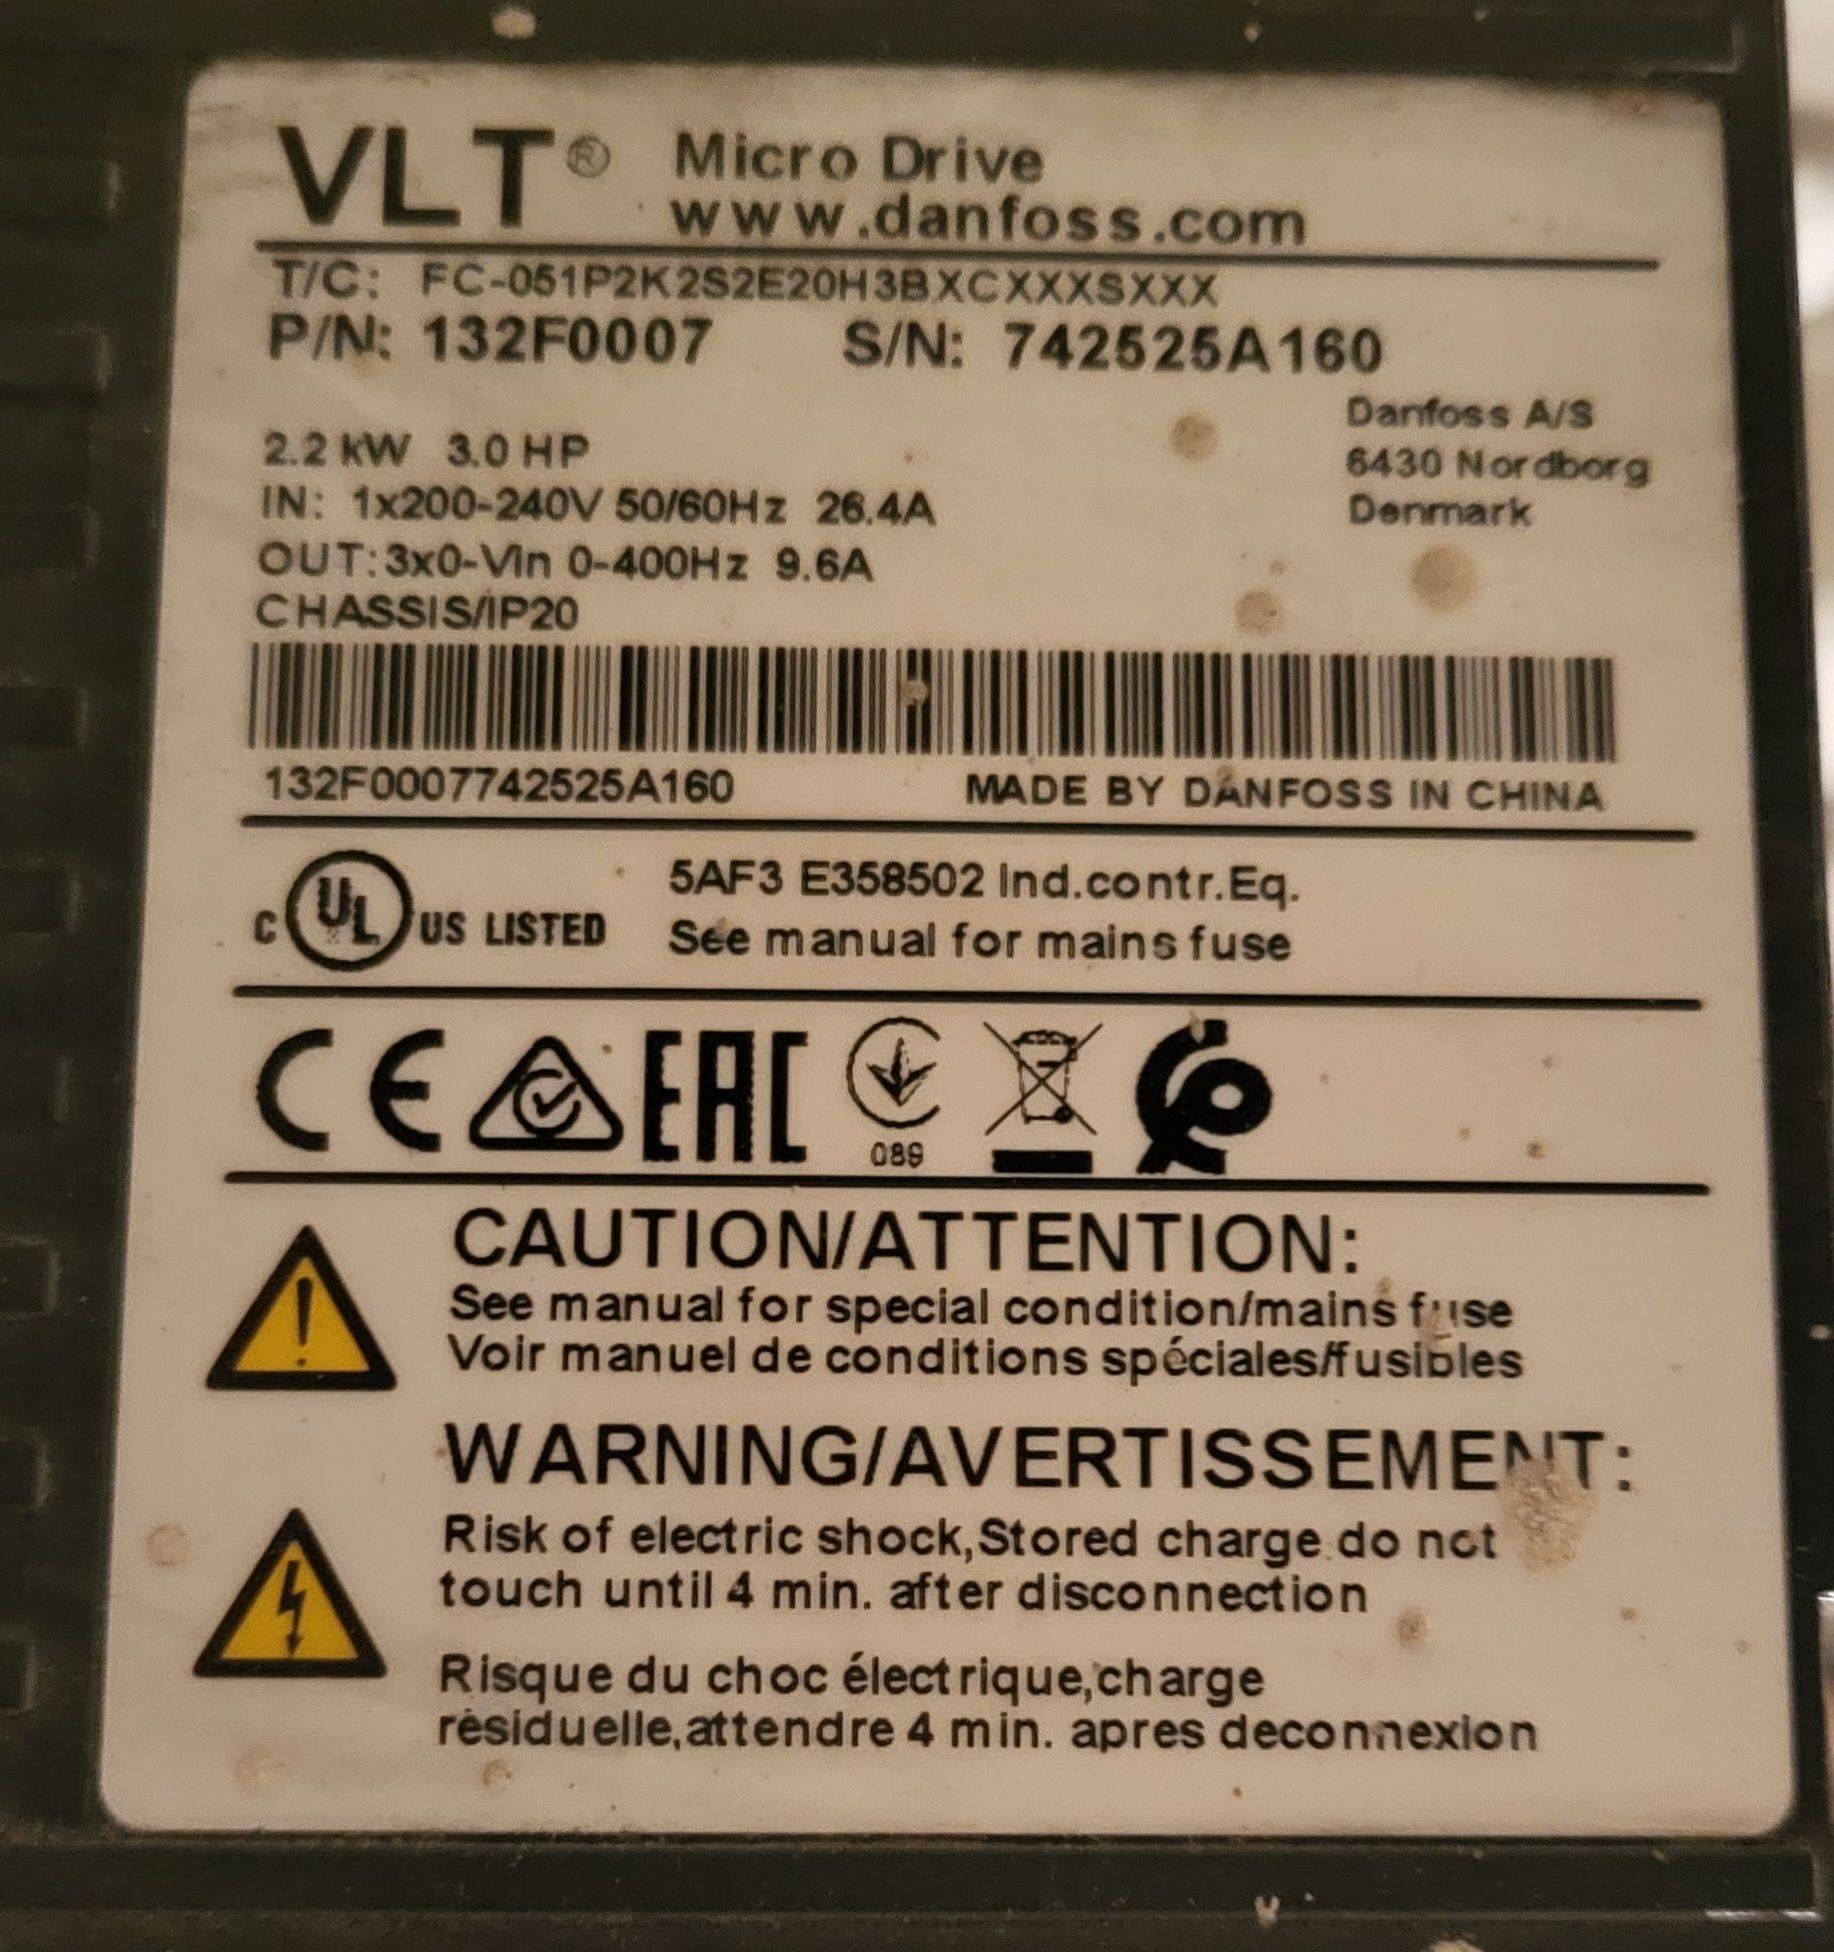 VLT® Micro Drive
www.danfoss.com
T/C: FC-051P2K2S2E20H3BXCXXXSXXX
P/N: 132F0007 S/N: 742525A160
Danfoss A/S
6430 Nordborg
Denmark
2.2 kW 3.0 HP
IN: 1x200-240V 50/60Hz 26.4A
OUT:3x0-Vin 0-400Hz 9.6A
CHASSIS/IP20
132F0007742525A160 MADE BY DANFOSS IN CHINA
C UL US LISTED
5AF3 E358502 Ind.contr.Eq.
See manual for mains fuse
CE EAC
089
CAUTION/ATTENTION:
See manual for special condition/mains fuse
Voir manuel de conditions spéciales/fusibles
WARNING/AVERTISSEMENT:
Risk of electric shock,Stored charge do not
touch until 4 min. after disconnection
Risque du choc électrique,charge
résiduelle,attendre 4 min. apres deconnexion